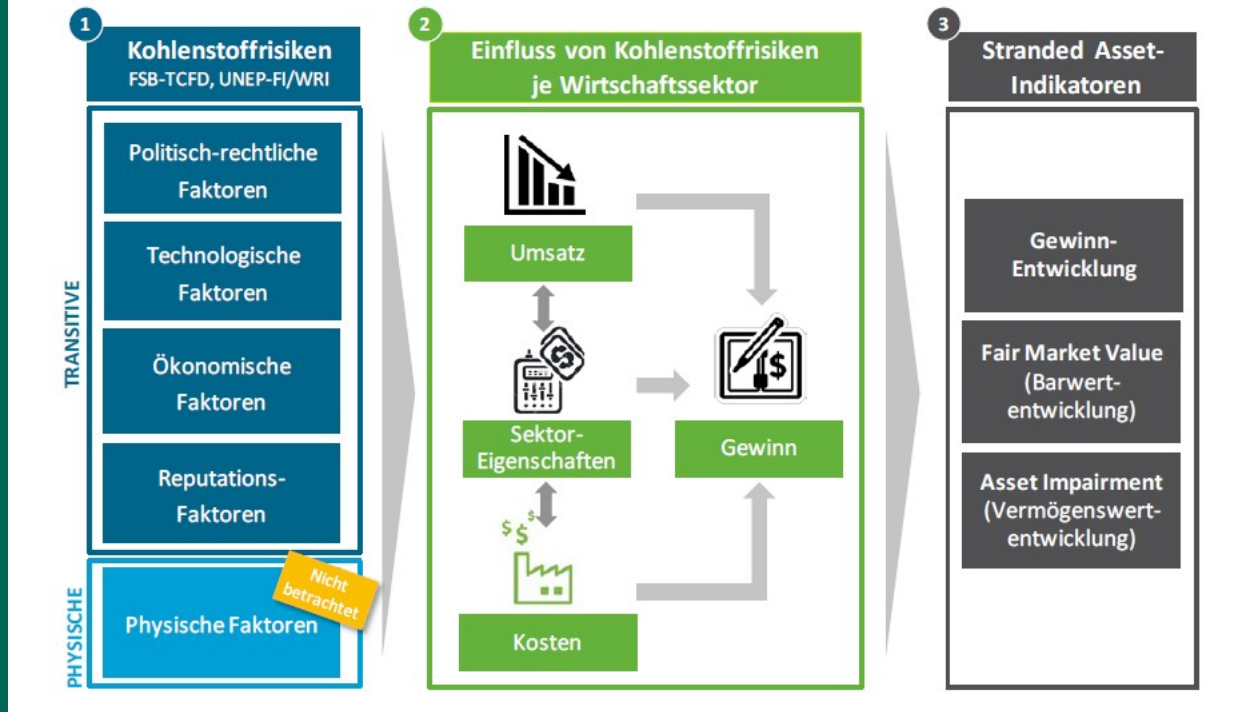 1
Kohlenstoffrisiken
FSB-TCFD, UNEP-FI/WRI
TRANSITIVE
Politisch-rechtliche
Faktoren
Technologische
Faktoren
Ökonomische
Faktoren
Reputations-
Faktoren
PHYSISCHE
Physische Faktoren
Nicht
betrachtet
2
Einfluss von Kohlenstoffrisiken
je Wirtschaftssektor
Umsatz
$
Sektor-
Eigenschaften
$
Gewinn
$ $ $
Kosten
3
Stranded Asset-
Indikatoren
Gewinn-
Entwicklung
Fair Market Value
(Barwert-
entwicklung)
Asset Impairment
(Vermögenswert-
entwicklung)